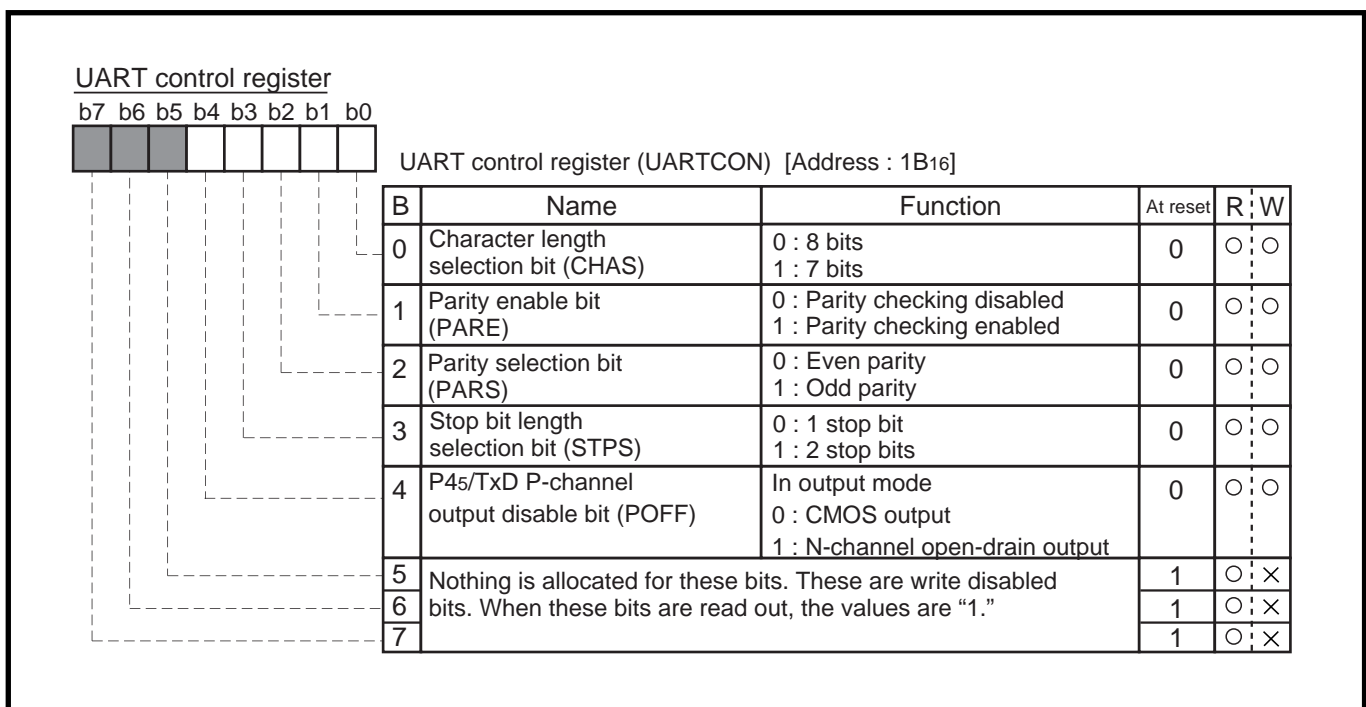 UART control register
b7 b6 b5 b4 b3 b2 b1 b0
UART control register (UARTCON) [Address : 1B16]
B Name Function At reset R W
0 Character length selection bit (CHAS) 0 : 8 bits 1 : 7 bits 0 ○ ○
1 Parity enable bit (PARE) 0 : Parity checking disabled 1 : Parity checking enabled 0 ○ ○
2 Parity selection bit (PARS) 0 : Even parity 1 : Odd parity 0 ○ ○
3 Stop bit length selection bit (STPS) 0 : 1 stop bit 1 : 2 stop bits 0 ○ ○
4 P45/TxD P-channel output disable bit (POFF) In output mode 0 : CMOS output 1 : N-channel open-drain output 0 ○ ○
5 Nothing is allocated for these bits. These are write disabled 1 ○ ×
6 bits. When these bits are read out, the values are “1.” 1 ○ ×
7 1 ○ ×